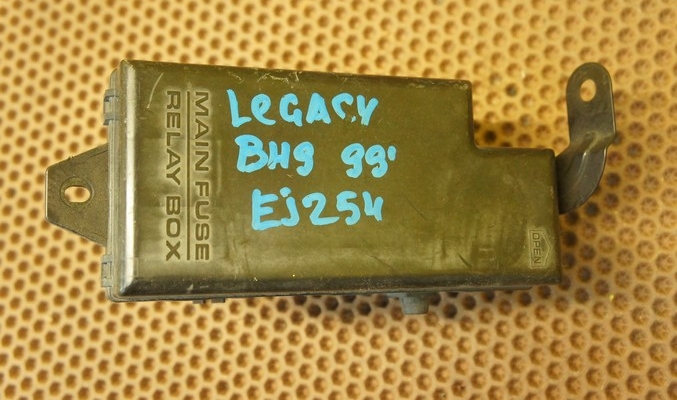 MAIN FUSE
RELAY BOX
LeGACY
BH9 99'
EJ254
OPEN